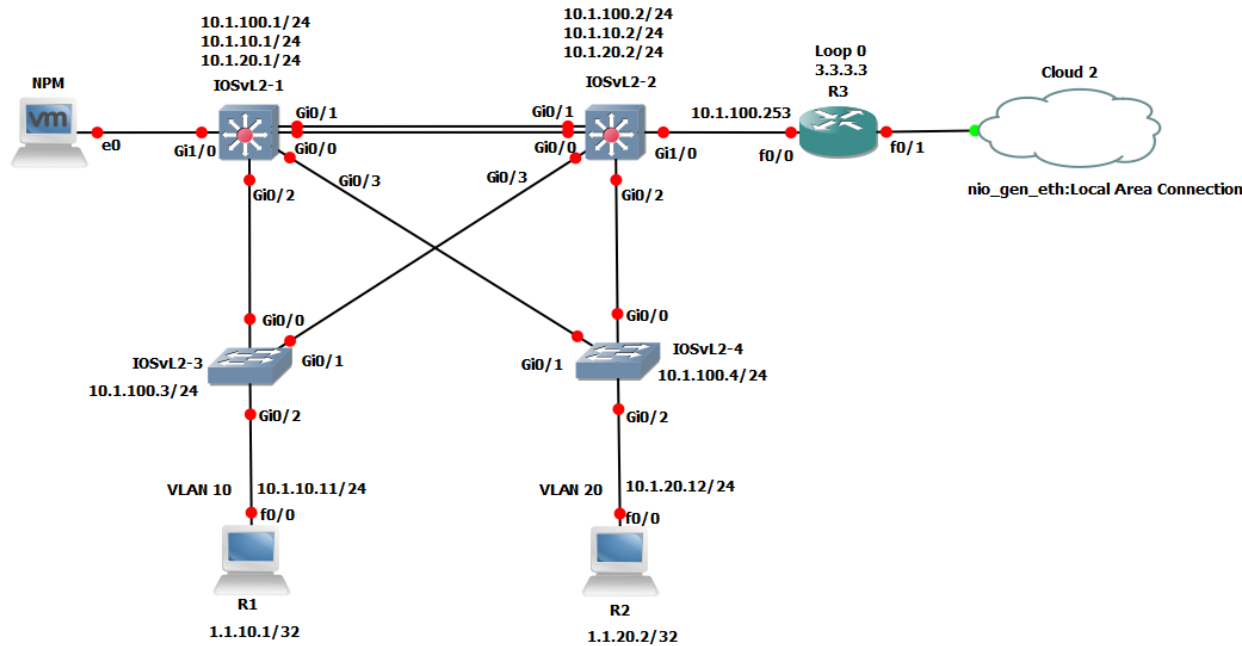 10.1.100.1/24
10.1.10.1/24
10.1.20.1/24
IOSvL2-1
10.1.100.2/24
10.1.10.2/24
10.1.20.2/24
IOSvL2-2
Loop 0
3.3.3.3
R3
Cloud 2
NPM
vm
e0
Gi1/0
Gi0/1
Gi0/0
Gi0/1
Gi0/0
Gi1/0
10.1.100.253
f0/0
f0/1
nio_gen_eth:Local Area Connection
Gi0/2
Gi0/3
Gi0/3
Gi0/2
Gi0/0
Gi0/1
IOSvL2-3
10.1.100.3/24
Gi0/0
Gi0/1
IOSvL2-4
10.1.100.4/24
Gi0/2
Gi0/2
VLAN 10
10.1.10.11/24
f0/0
VLAN 20
10.1.20.12/24
f0/0
R1
1.1.10.1/32
R2
1.1.20.2/32